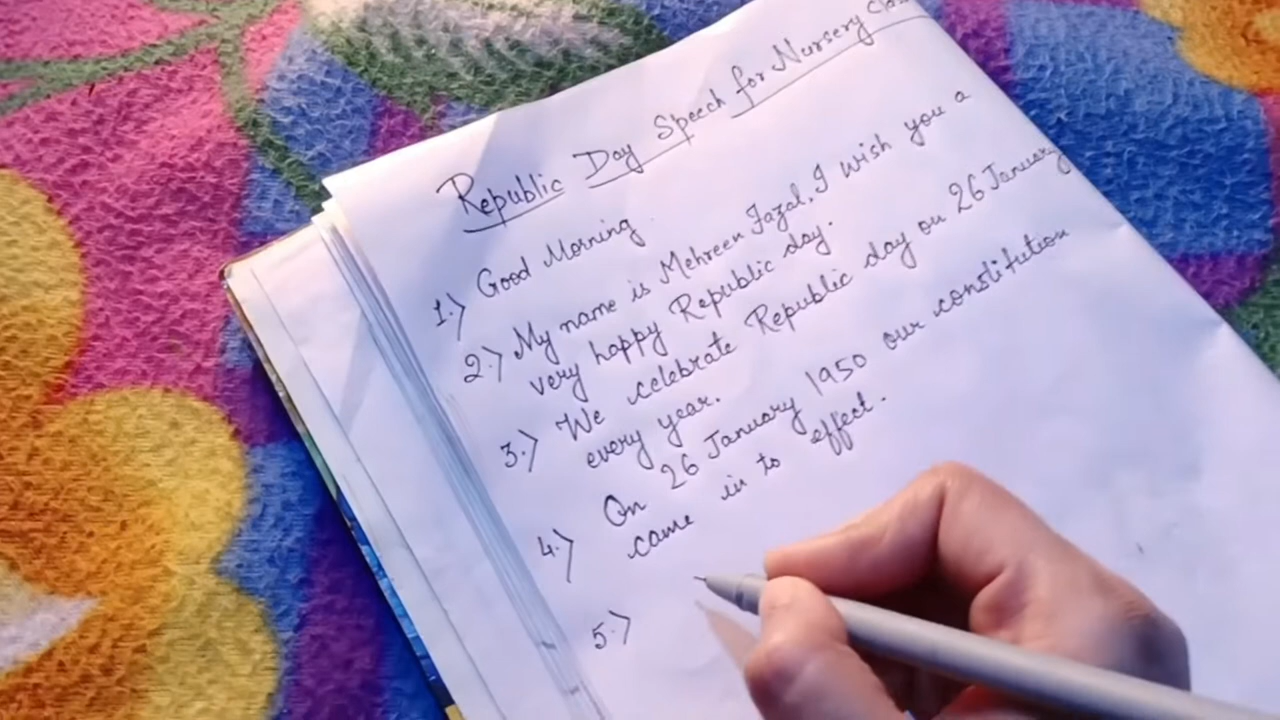 Republic Day Speech for Nursery
1.) Good Morning.
2.) My name is Mehreen Fazal. I wish you a
very happy Republic day.
3.) We celebrate Republic day on 26 January
every year.
4.) On 26 January 1950 our constitution
came in to effect.
5.)